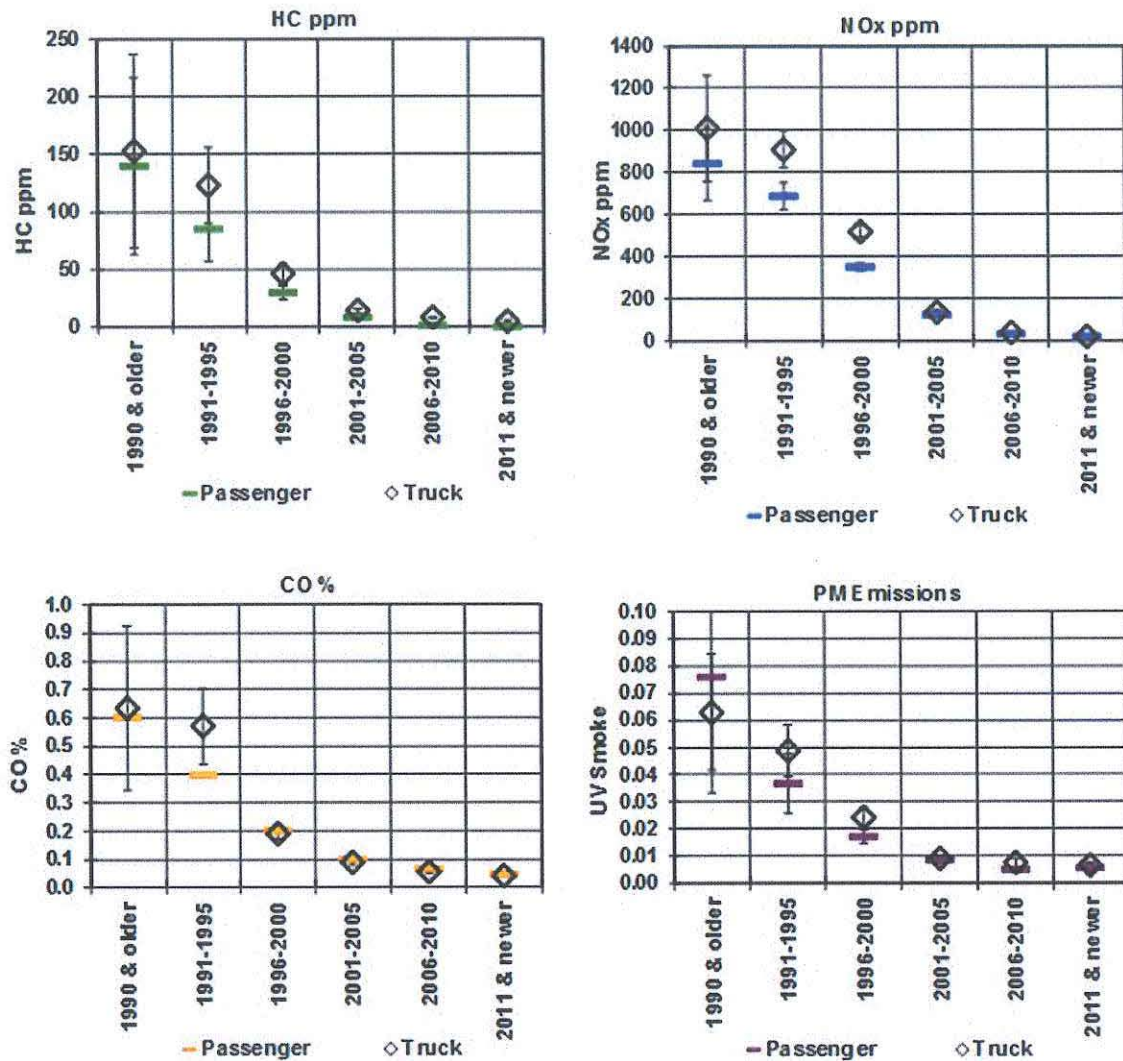 HC ppm
250
200
150
100
50
0
HC ppm
1990 & older
1991-1995
1996-2000
2001-2005
2006-2010
2011 & newer
Passenger
Truck
NOx ppm
1400
1200
1000
800
600
400
200
0
NOx ppm
1990 & older
1991-1995
1996-2000
2001-2005
2006-2010
2011 & newer
Passenger
Truck
CO %
1.0
0.9
0.8
0.7
0.6
0.5
0.4
0.3
0.2
0.1
0.0
CO %
1990 & older
1991-1995
1996-2000
2001-2005
2006-2010
2011 & newer
Passenger
Truck
PM Emissions
0.10
0.09
0.08
0.07
0.06
0.05
0.04
0.03
0.02
0.01
0.00
UV Smoke
1990 & older
1991-1995
1996-2000
2001-2005
2006-2010
2011 & newer
Passenger
Truck